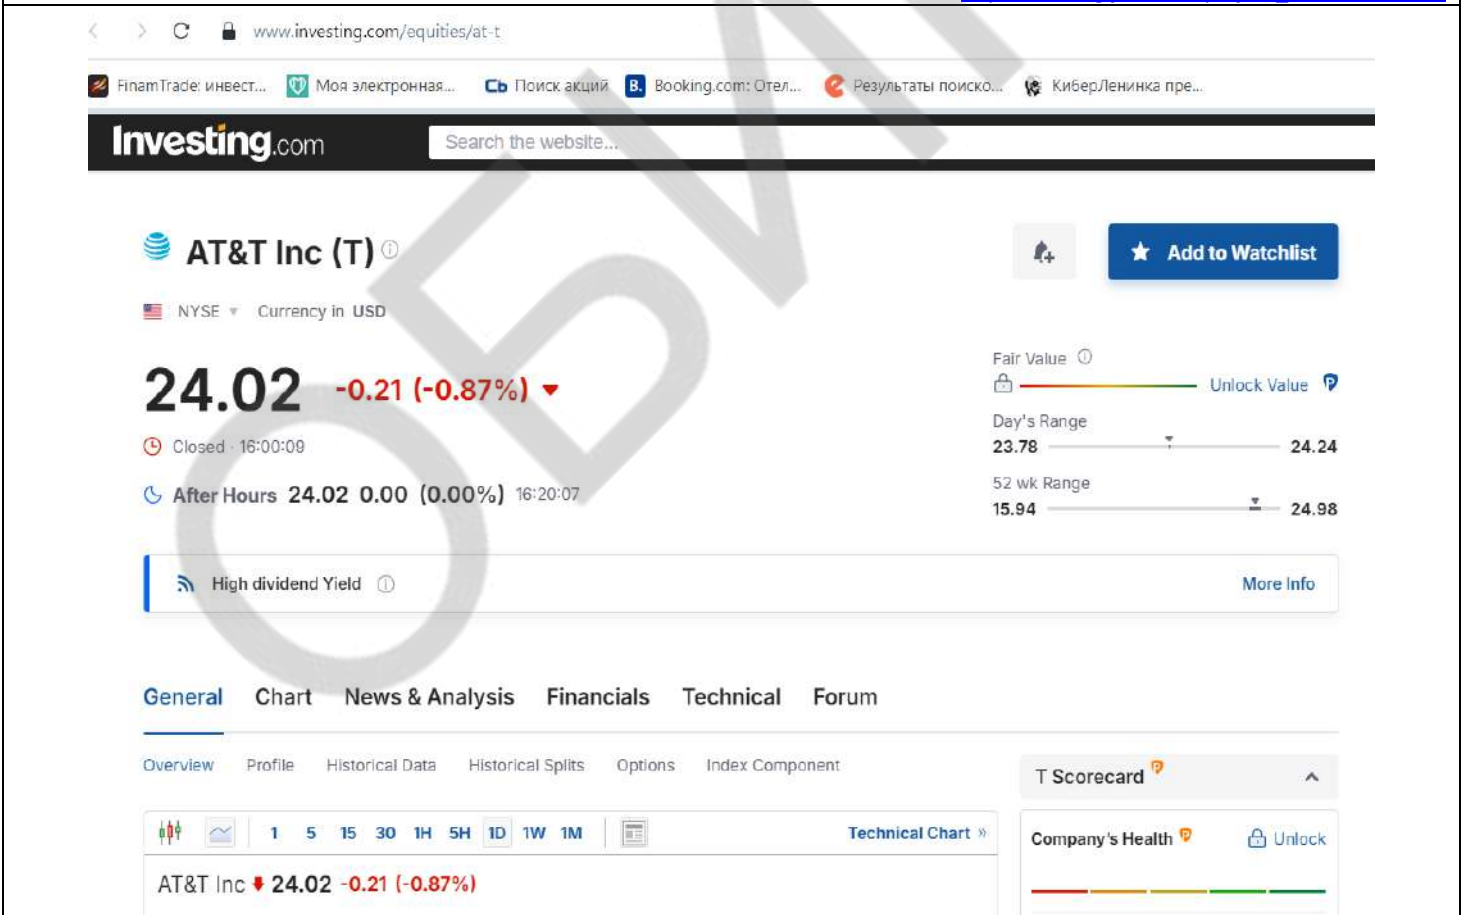 www.investing.com/equities/at-t
FinamTrade: инвест... Моя электронная... Сь Поиск акций B. Booking.com: Отел... Результаты поиско... КиберЛенинка пре...
Investing.com Search the website...
AT&T Inc (T)
Add to Watchlist
NYSE Currency in USD
24.02 -0.21 (-0.87%)
Closed · 16:00:09
After Hours 24.02 0.00 (0.00%) 16:20:07
Fair Value
Unlock Value
Day's Range
23.78 24.24
52 wk Range
15.94 24.98
High dividend Yield More Info
General Chart News & Analysis Financials Technical Forum
Overview Profile Historical Data Historical Splits Options Index Component
T Scorecard
1 5 15 30 1H 5H 1D 1W 1M Technical Chart »
Company's Health Unlock
AT&T Inc 24.02 -0.21 (-0.87%)